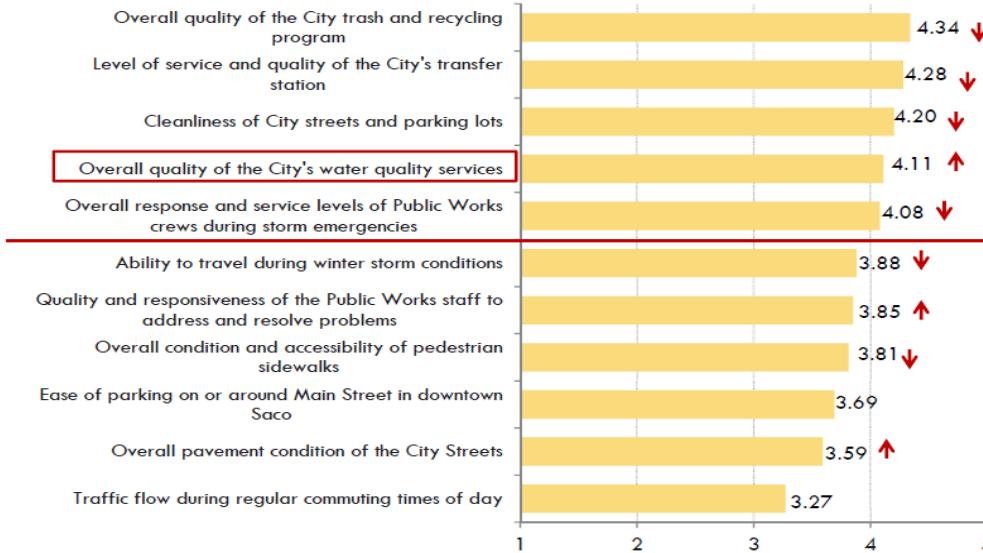 Overall quality of the City trash and recycling
program
4.34
Level of service and quality of the City's transfer
station
4.28
Cleanliness of City streets and parking lots
4.20
Overall quality of the City's water quality services
4.11
Overall response and service levels of Public Works
crews during storm emergencies
4.08
Ability to travel during winter storm conditions
3.88
Quality and responsiveness of the Public Works staff to
address and resolve problems
3.85
Overall condition and accessibility of pedestrian
sidewalks
3.81
Ease of parking on or around Main Street in downtown
Saco
3.69
Overall pavement condition of the City Streets
3.59
Traffic flow during regular commuting times of day
3.27
1 2 3 4